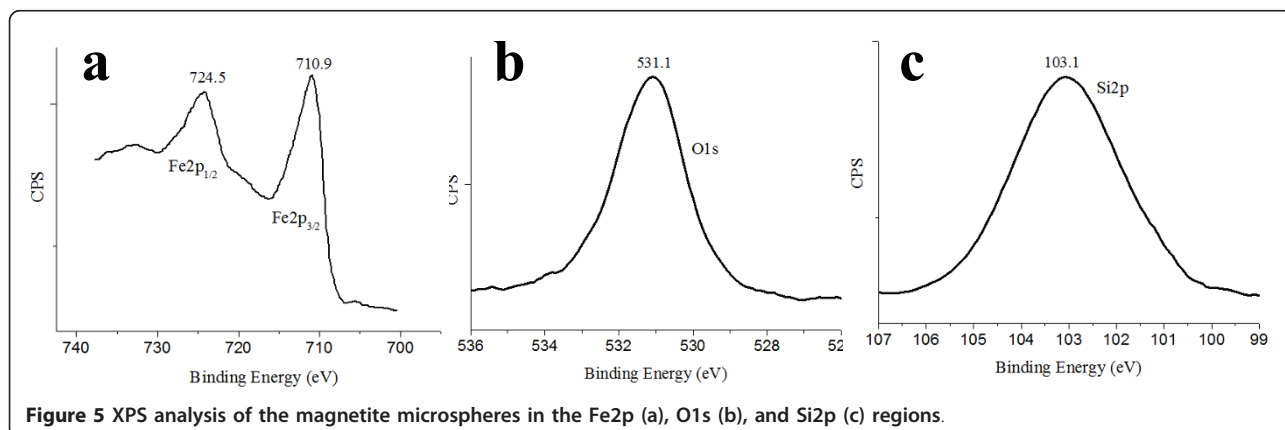 a
724.5
710.9
Fe2p1/2
Fe2p3/2
CPS
740 730 720 710 700
Binding Energy (eV)
b
531.1
O1s
CPS
536 534 532 530 528 52
Binding Energy (eV)
c
103.1
Si2p
CPS
107 106 105 104 103 102 101 100 99
Binding Energy (eV)
Figure 5 XPS analysis of the magnetite microspheres in the Fe2p (a), O1s (b), and Si2p (c) regions.